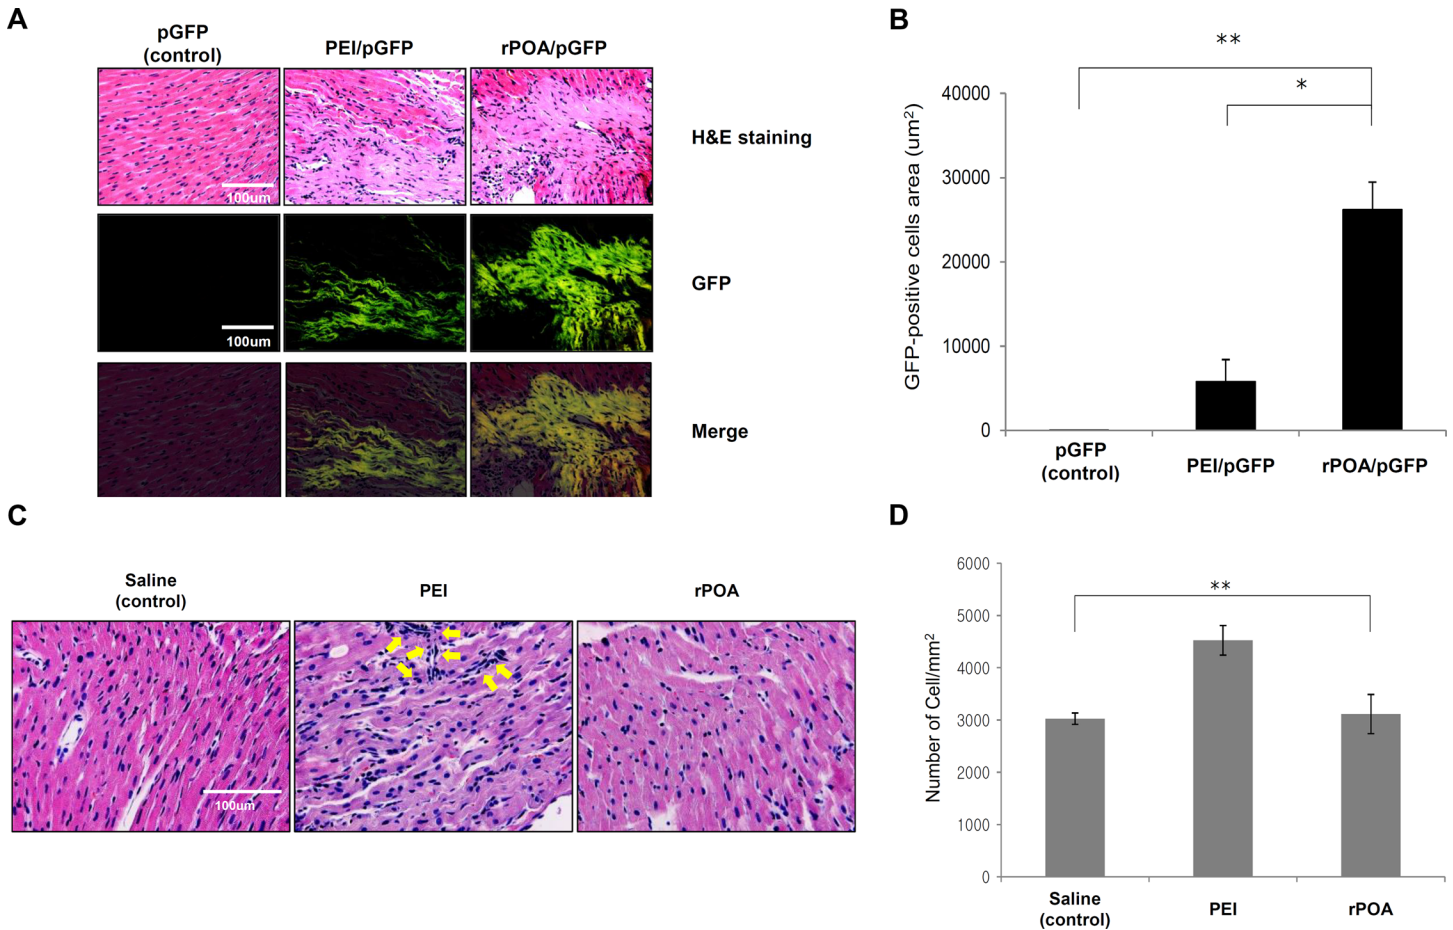 A
pGFP
(control)
PEI/pGFP
rPOA/pGFP
100um
H&E staining
100um
GFP
Merge
B
**
*
GFP-positive cells area (um²)
40000
30000
20000
10000
0
pGFP
(control)
PEI/pGFP
rPOA/pGFP
C
Saline
(control)
PEI
rPOA
100um
D
**
Number of Cell/mm²
6000
5000
4000
3000
2000
1000
0
Saline
(control)
PEI
rPOA